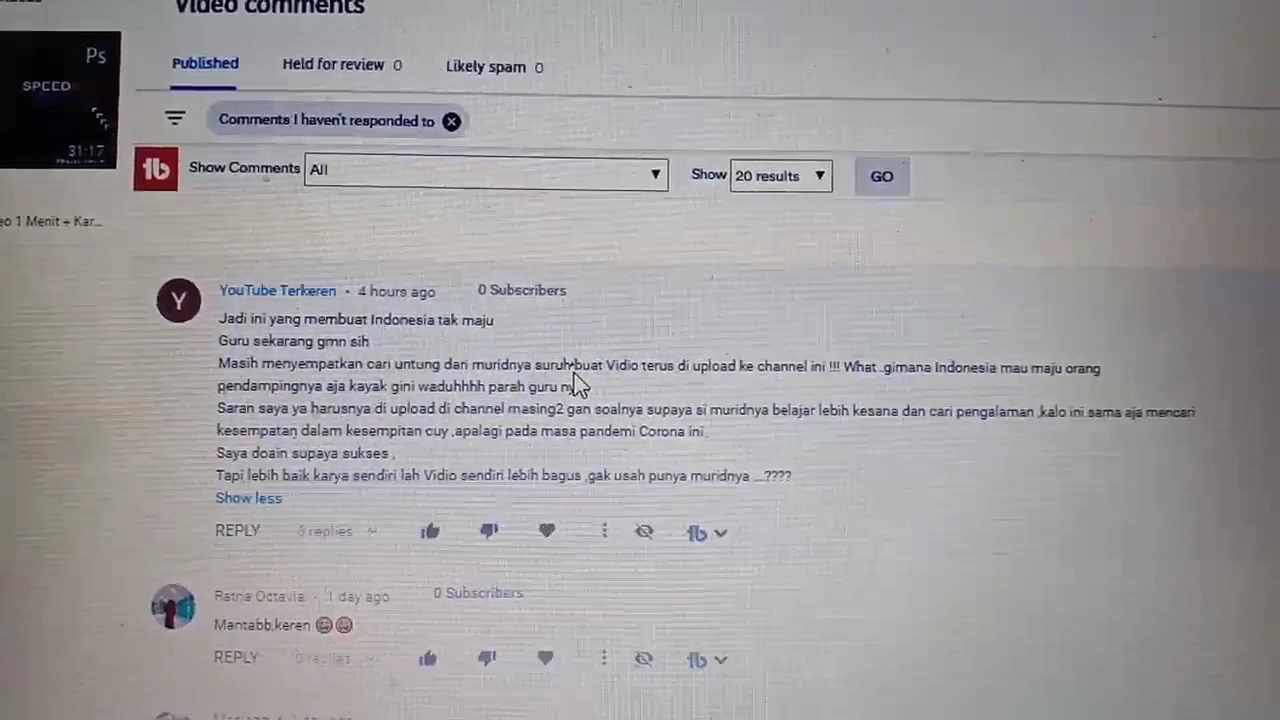 Video comments
Ps
SPEED
31:17
Published
Held for review 0
Likely spam 0
Comments I haven't responded to
Show Comments
All
Show
20 results
GO
eo 1 Menit + Kar...
Y
YouTube Terkeren • 4 hours ago
0 Subscribers
Jadi ini yang membuat Indonesia tak maju
Guru sekarang gmn sih
Masih menyempatkan cari untung dari muridnya suruh buat Vidio terus di upload ke channel ini !!! What .gimana Indonesia mau maju orang
pendampingnya aja kayak gini waduhhhh parah guru
Saran saya ya harusnya di upload di channel masing2 gan soalnya supaya si muridnya belajar lebih kesana dan cari pengalaman ,kalo ini sama aja mencari
kesempatan dalam kesempitan cuy ,apalagi pada masa pandemi Corona ini
Saya doain supaya sukses ,
Tapi lebih baik karya sendiri lah Vidio sendiri lebih bagus ,gak usah punya muridnya ...????
Show less
REPLY
replies
Ratna Octavia • 1 day ago
0 Subscribers
Mantabb,keren 😄😄
REPLY
0 replies